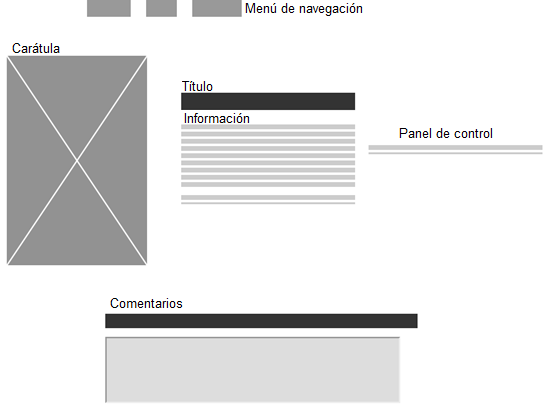 Menú de navegación
Carátula
Título
Información
Panel de control
Comentarios